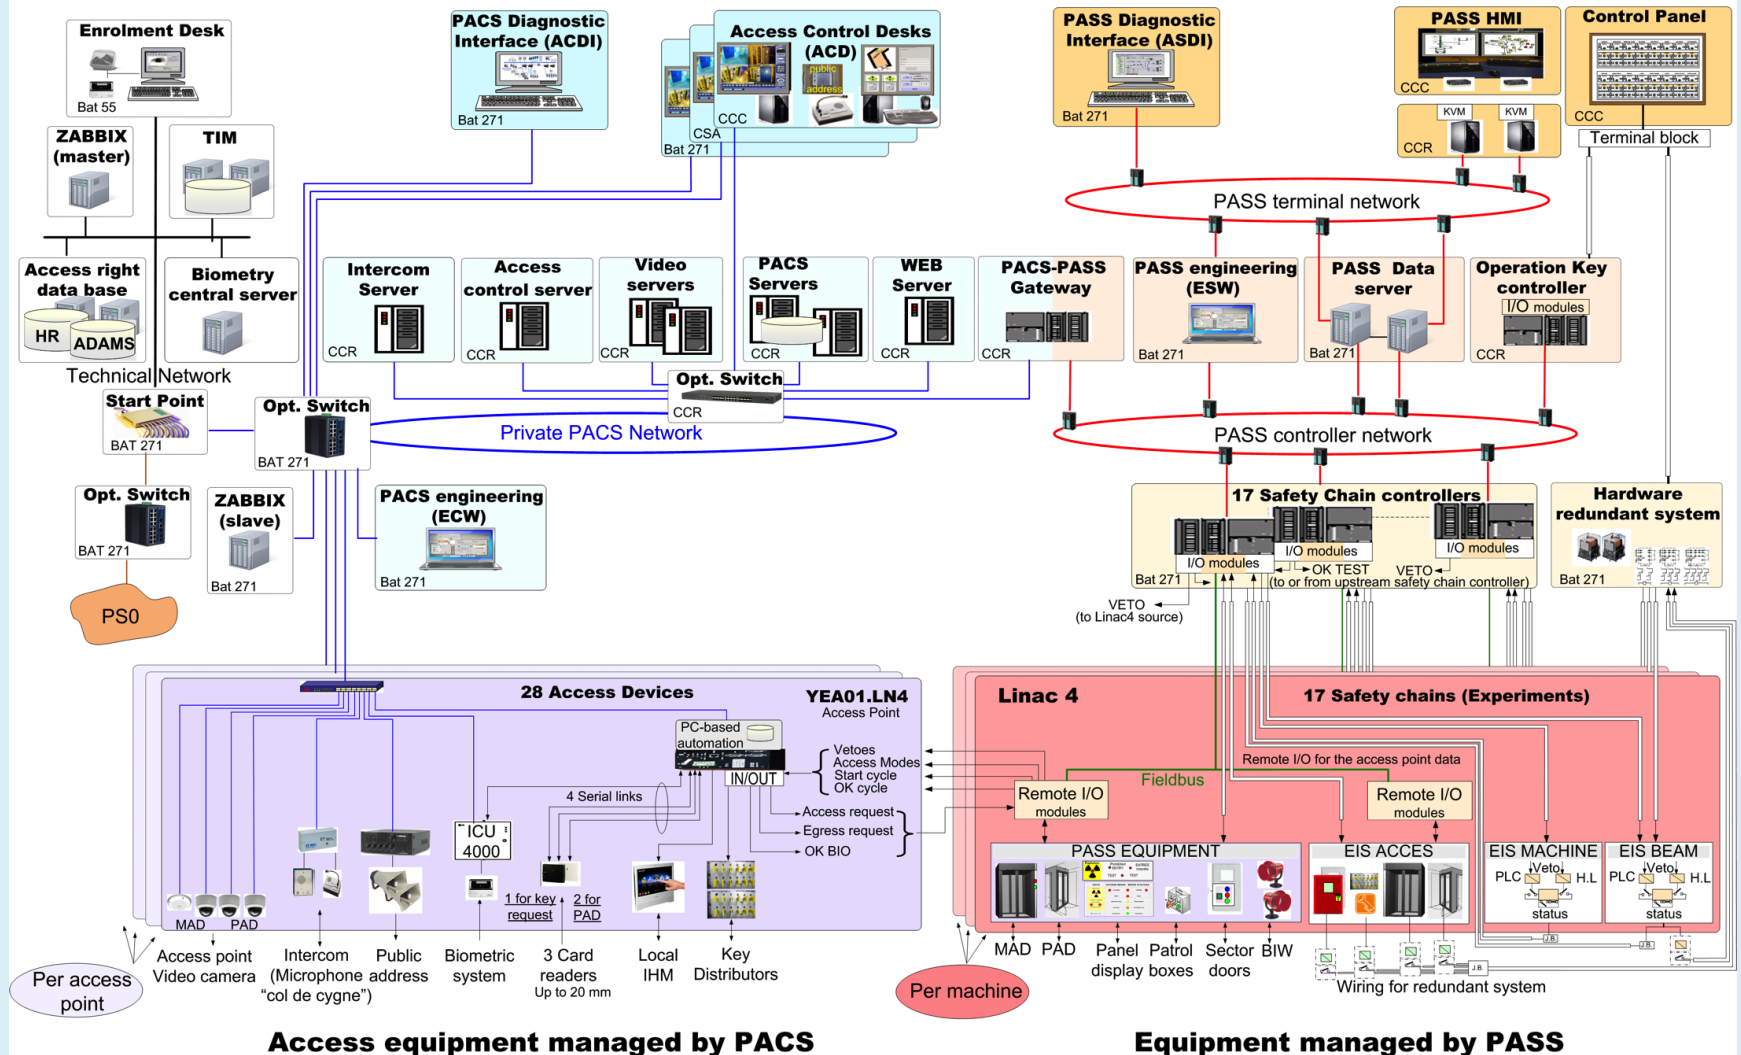 Enrolment Desk
Bat 55
PACS Diagnostic
Interface (ACDI)
Bat 271
Access Control Desks
(ACD)
public
address
CCC
CSA
Bat 271
PASS Diagnostic
Interface (ASDI)
Bat 271
PASS HMI
CCC
KVM
KVM
CCR
Control Panel
CCC
Terminal block
ZABBIX
(master)
TIM
PASS terminal network
Access right
data base
HR
ADAMS
Biometry
central server
Technical Network
Intercom
Server
CCR
Access
control server
CCR
Video
servers
CCR
PACS
Servers
CCR
WEB
Server
CCR
PACS-PASS
Gateway
CCR
PASS engineering
(ESW)
Bat 271
PASS Data
server
Bat 271
Operation Key
controller
I/O modules
CCR
Opt. Switch
CCR
Start Point
BAT 271
Opt. Switch
BAT 271
Private PACS Network
PASS controller network
Opt. Switch
BAT 271
ZABBIX
(slave)
Bat 271
PACS engineering
(ECW)
Bat 271
17 Safety Chain controllers
I/O modules
I/O modules
I/O modules
OK TEST
VETO
(to or from upstream safety chain controller)
Bat 271
Hardware
redundant system
Bat 271
VETO
(to Linac4 source)
PS0
28 Access Devices
YEA01.LN4
Access Point
PC-based
automation
IN/OUT
Vetoes
Access Modes
Start cycle
OK cycle
4 Serial links
Access request
Egress request
OK BIO
ICU
4000
1 for key
request
2 for
PAD
MAD
PAD
Access point
Video camera
Intercom
(Microphone
“col de cygne”)
Public
address
Biometric
system
3 Card
readers
Up to 20 mm
Local
IHM
Key
Distributors
Per access
point
Access equipment managed by PACS
Linac 4
17 Safety chains (Experiments)
Remote I/O for the access point data
Fieldbus
Remote I/O
modules
Remote I/O
modules
PASS EQUIPMENT
EIS ACCES
EIS MACHINE
Veto
PLC
H.L
status
EIS BEAM
Veto
PLC
H.L
status
J.B.
J.B.
J.B.
MAD
PAD
Panel
display
Patrol
boxes
Sector
doors
BIW
Wiring for redundant system
Per machine
Equipment managed by PASS